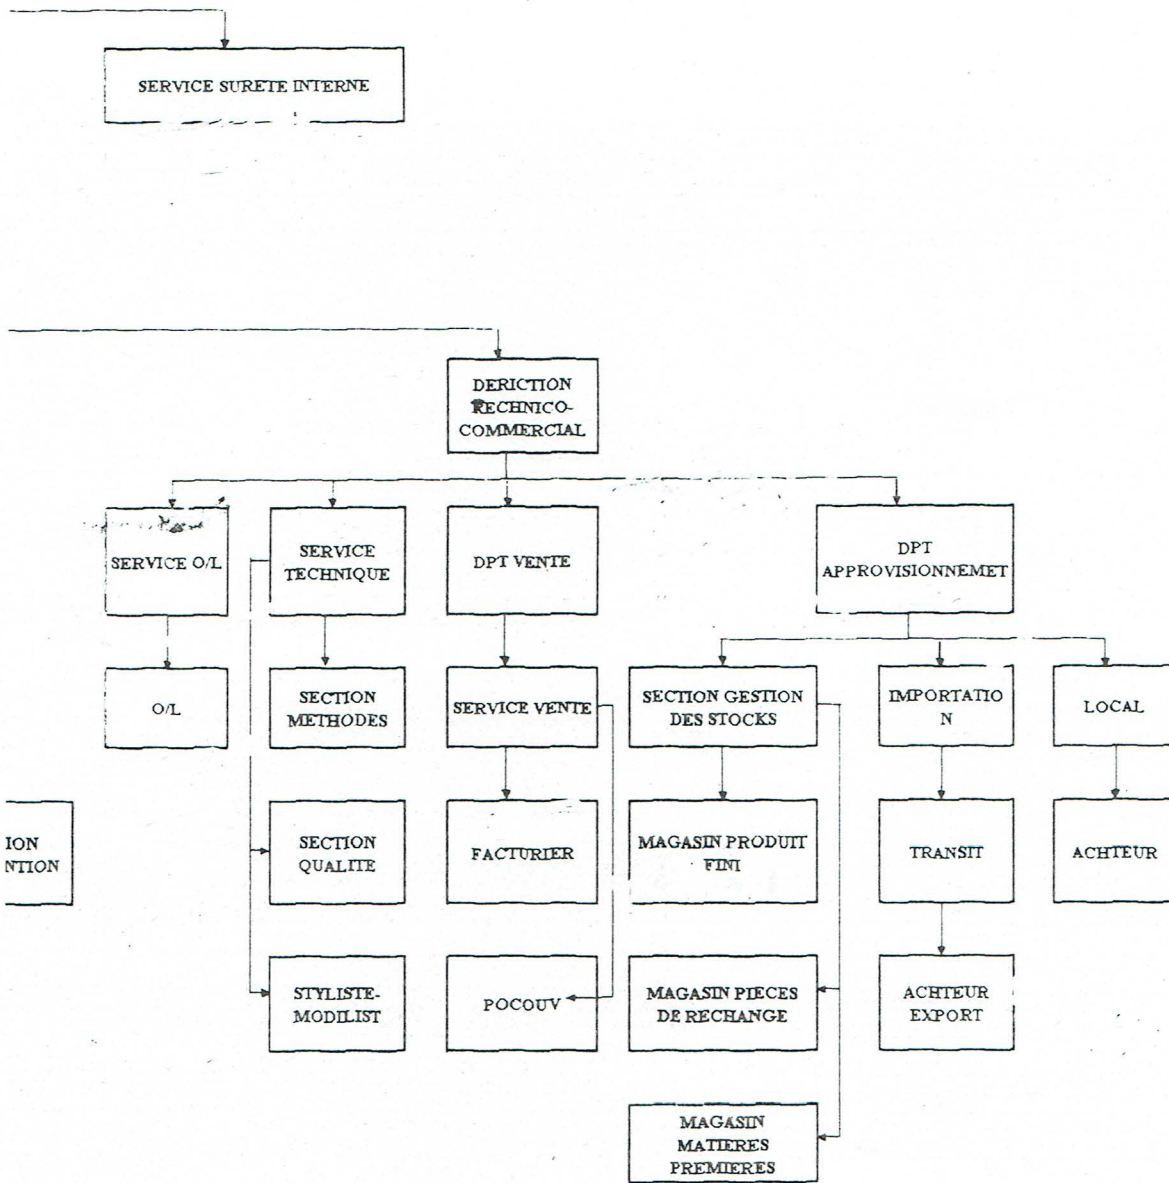 SERVICE SURETE INTERNE
DERICTION
RECHNICO-
COMMERCIAL
SERVICE O/L
SERVICE
TECHNIQUE
DPT VENTE
DPT
APPROVISIONNEMET
O/L
SECTION
METHODES
SERVICE VENTE
SECTION GESTION
DES STOCKS
IMPORTATIO
N
LOCAL
ION
NTION
SECTION
QUALITE
FACTURIER
MAGASIN PRODUIT
FINI
TRANSIT
ACHTEUR
STYLISTE-
MODILIST
POCOUV
MAGASIN PIECES
DE RECHANGE
ACHTEUR
EXPORT
MAGASIN
MATIERES
PREMIERES